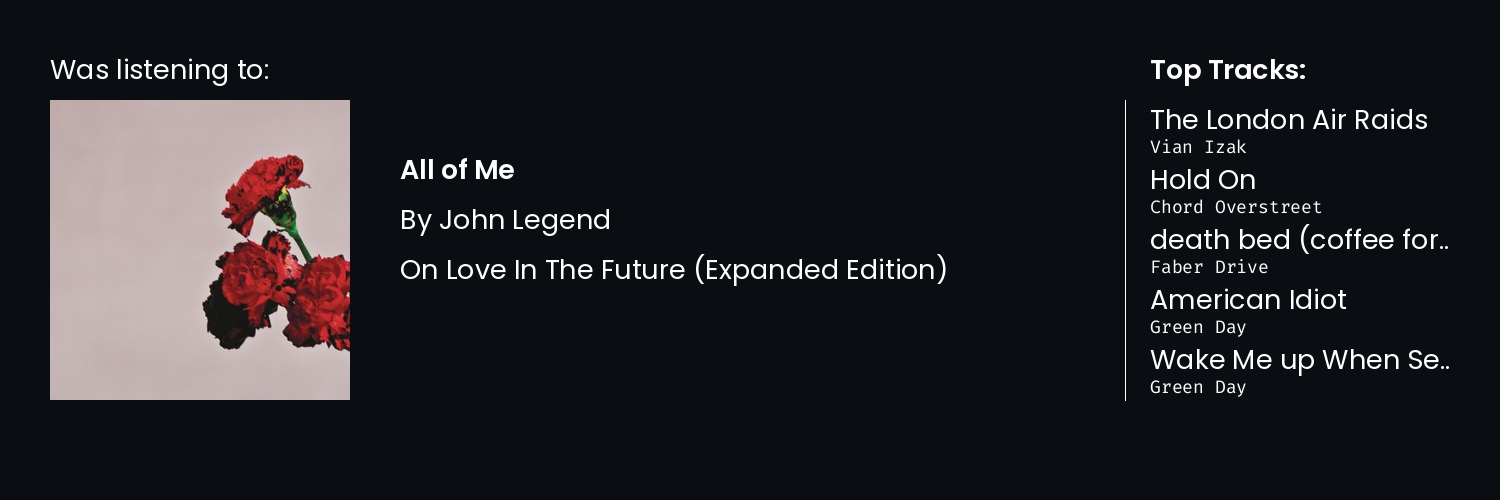 Was listening to:
All of Me
By John Legend
On Love In The Future (Expanded Edition)
Top Tracks:
The London Air Raids
Vian Izak
Hold On
Chord Overstreet
death bed (coffee for..
Faber Drive
American Idiot
Green Day
Wake Me up When Se..
Green Day